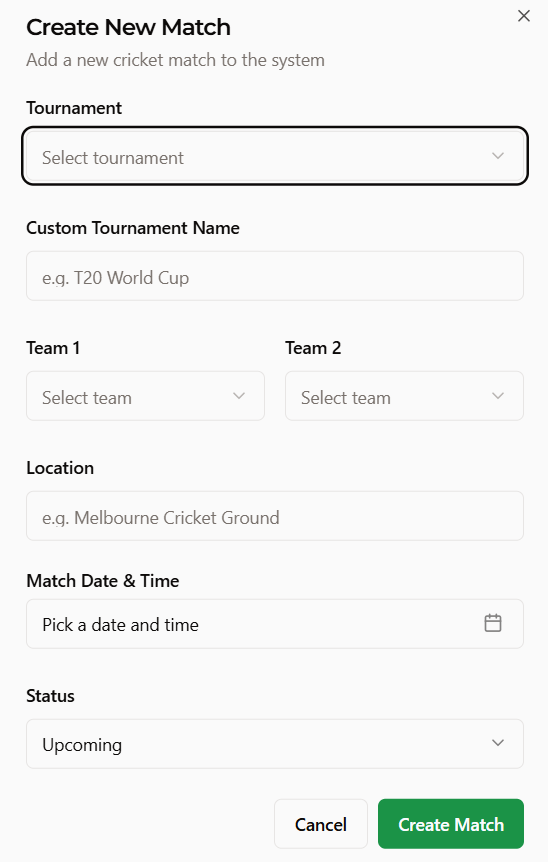 Create New Match
Add a new cricket match to the system
Tournament
Select tournament
Custom Tournament Name
e.g. T20 World Cup
Team 1
Team 2
Select team
Select team
Location
e.g. Melbourne Cricket Ground
Match Date & Time
Pick a date and time
Status
Upcoming
Cancel
Create Match